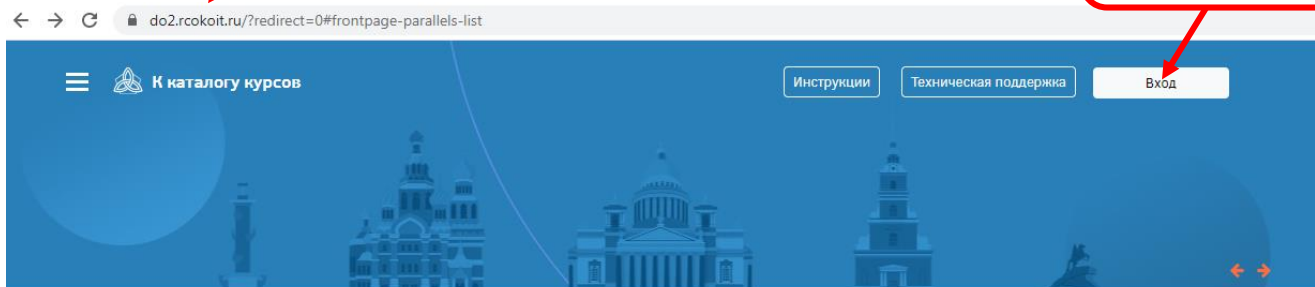 do2.rcokoit.ru/?redirect=0#frontpage-parallels-list
К каталогу курсов
Инструкции
Техническая поддержка
Вход